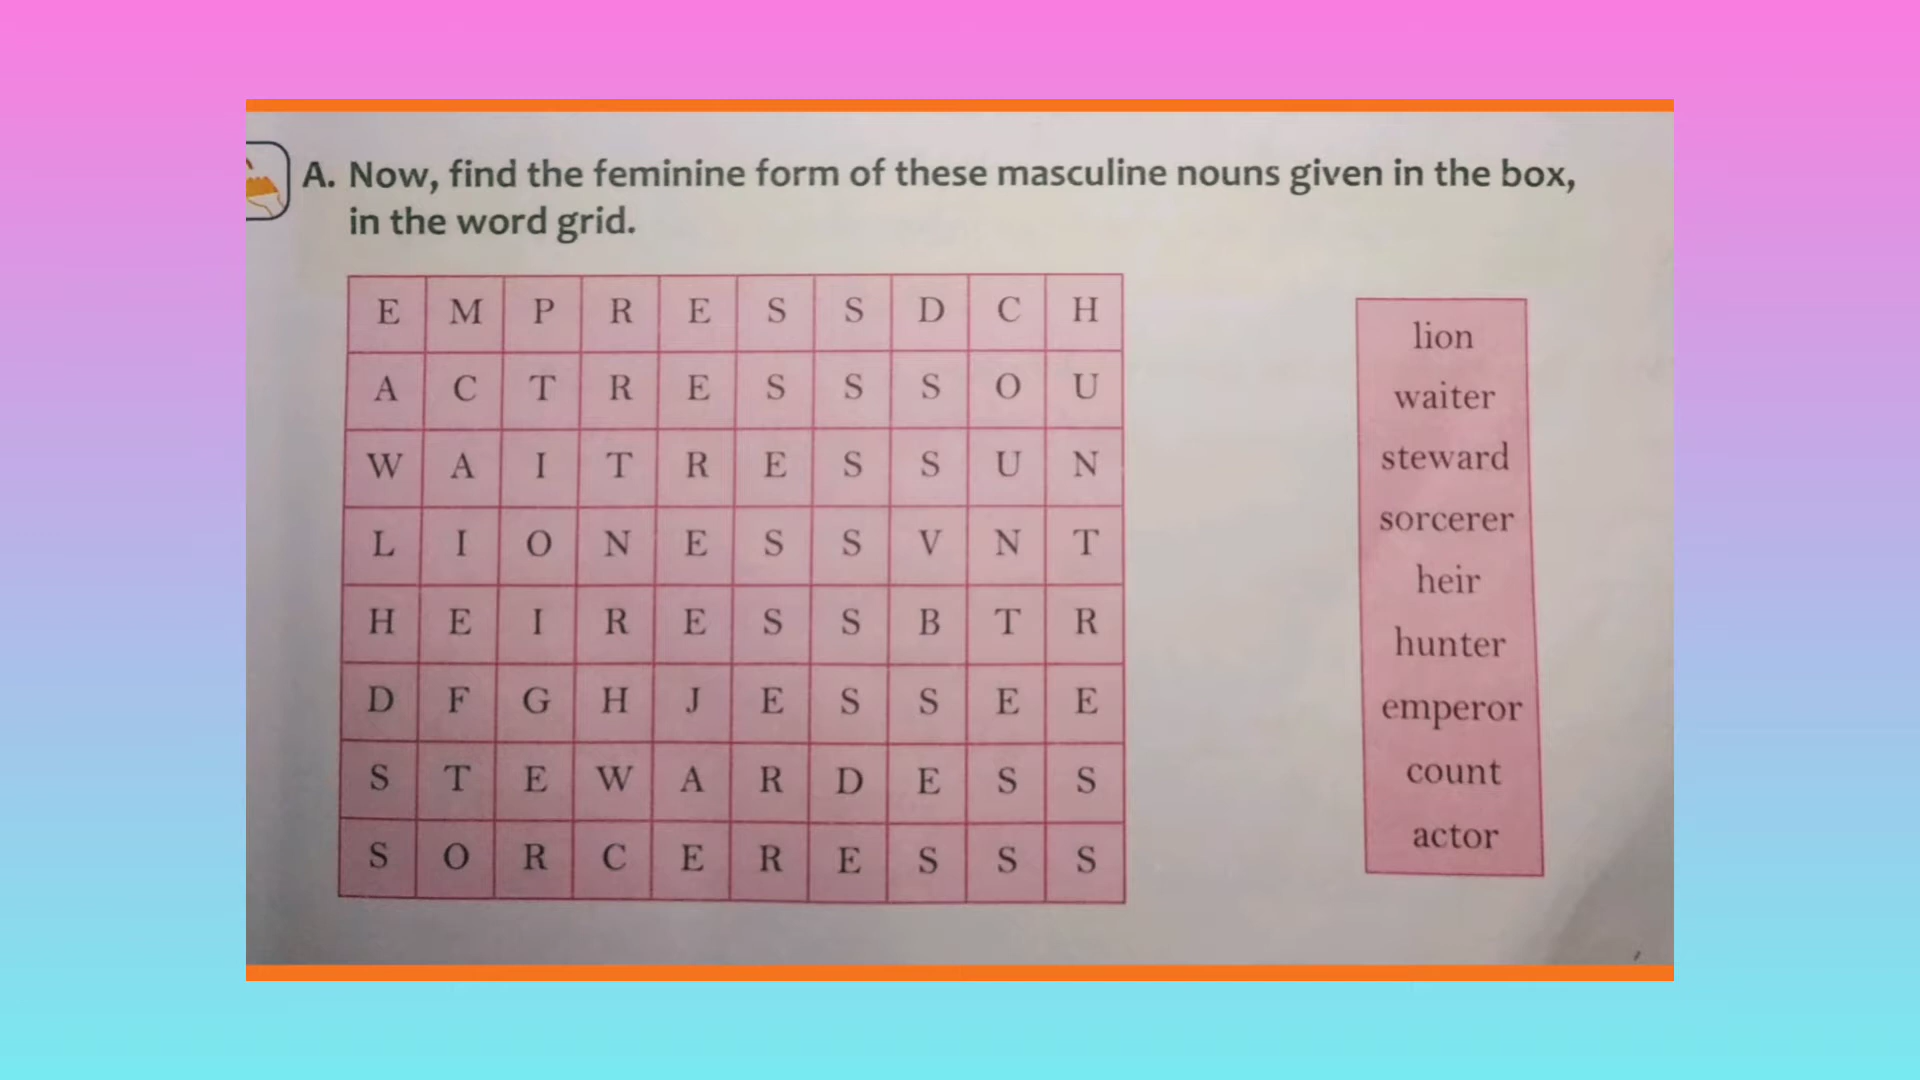 A. Now, find the feminine form of these masculine nouns given in the box,
in the word grid.
E M P R E S S D C H
A C T R E S S S O U
W A I T R E S S U N
L I O N E S S V N T
H E I R E S S B T R
D F G H J E S S E E
S T E W A R D E S S
S O R C E R E S S S
lion
waiter
steward
sorcerer
heir
hunter
emperor
count
actor